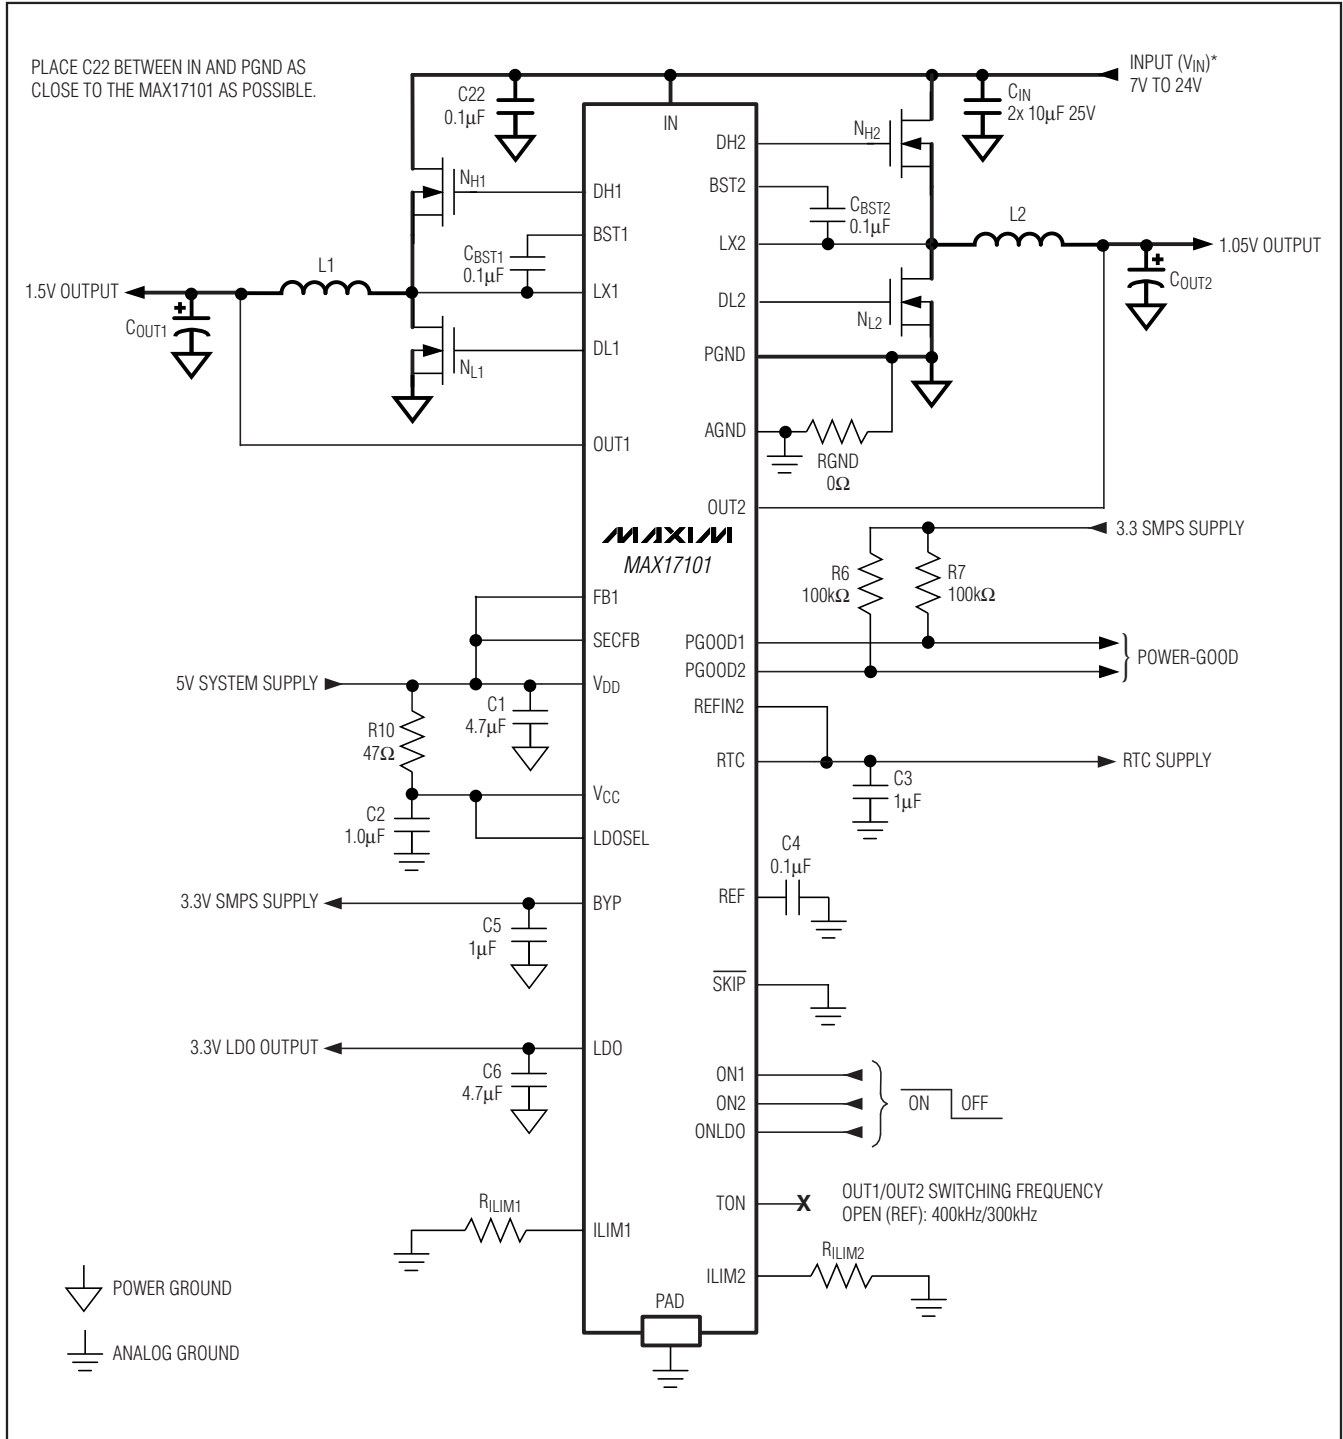 PLACE C22 BETWEEN IN AND PGND AS
CLOSE TO THE MAX17101 AS POSSIBLE.
INPUT (VIN)*
7V TO 24V
C22
0.1μF
IN
CIN
2x 10μF 25V
NH1
DH1
BST1
CBST1
0.1μF
L1
1.5V OUTPUT
COUT1
LX1
DL1
NL1
OUT1
DH2
NH2
BST2
CBST2
0.1μF
LX2
L2
1.05V OUTPUT
COUT2
DL2
NL2
PGND
AGND
RGND
0Ω
OUT2
MAXIM
MAX17101
3.3 SMPS SUPPLY
R6
100kΩ
R7
100kΩ
PGOOD1
PGOOD2
POWER-GOOD
REFIN2
RTC
RTC SUPPLY
C3
1μF
C4
0.1μF
REF
SKIP
ON1
ON2
ONLDO
ON
OFF
TON
X
OUT1/OUT2 SWITCHING FREQUENCY
OPEN (REF): 400kHz/300kHz
ILIM2
RILIM2
FB1
SECFB
5V SYSTEM SUPPLY
VDD
C1
4.7μF
R10
47Ω
VCC
C2
1.0μF
LDOSEL
3.3V SMPS SUPPLY
BYP
C5
1μF
3.3V LDO OUTPUT
LDO
C6
4.7μF
RILIM1
ILIM1
PAD
POWER GROUND
ANALOG GROUND